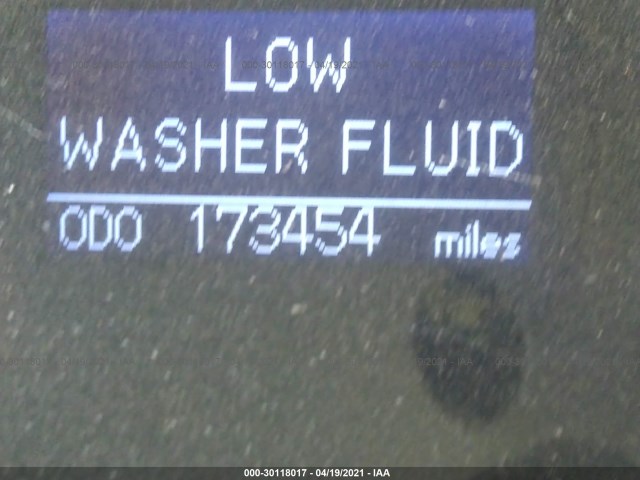 LOW
WASHER FLUID
ODO 173454 miles
000-30118017 - 04/19/2021 - IAA